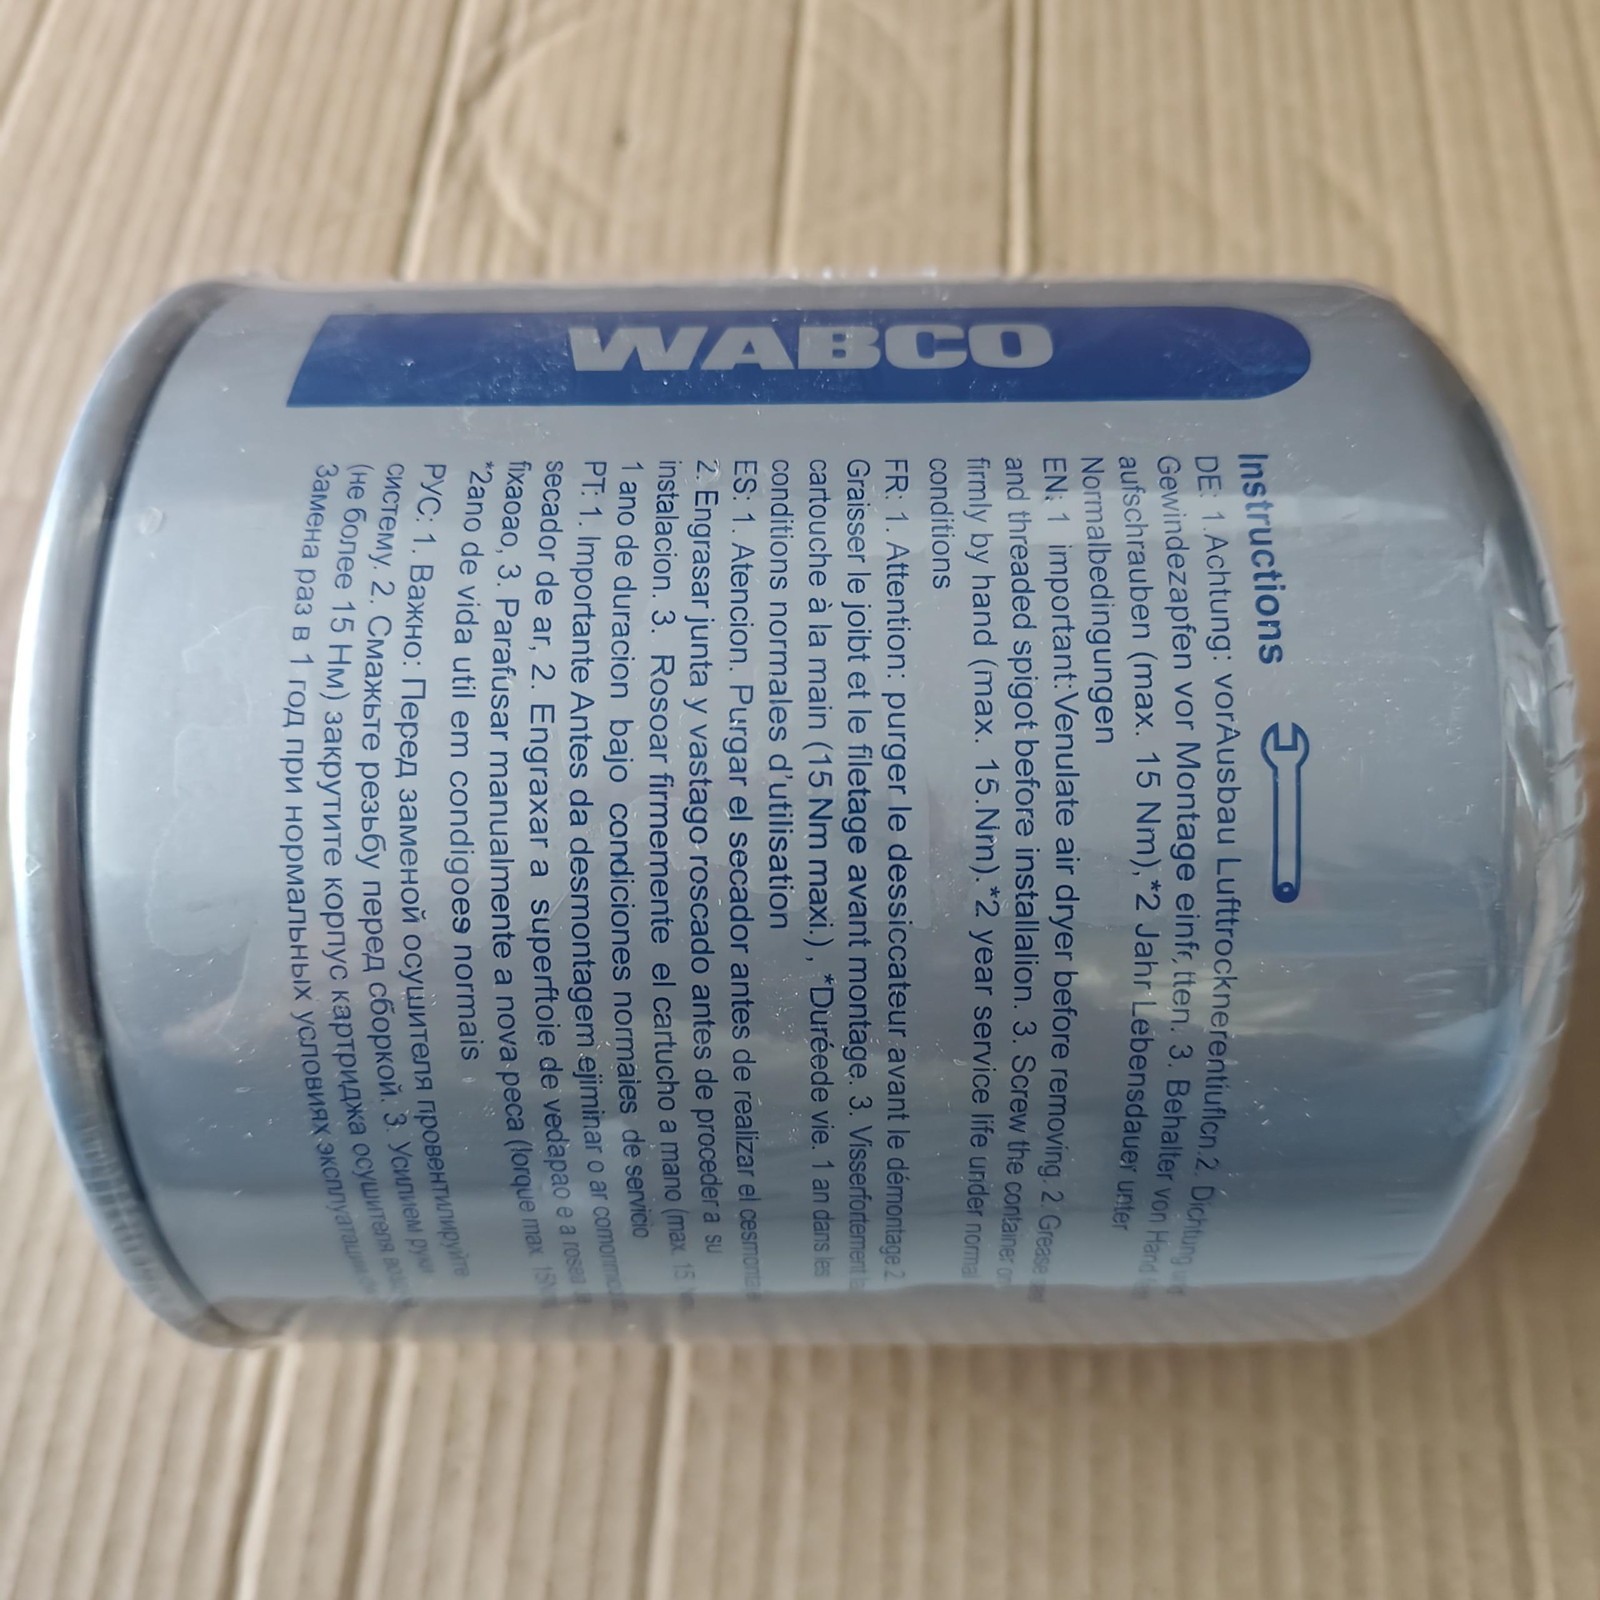 WABCO
Instructions
DE: 1.Achtung: vorAusbau Lufttrocknerentluflcn.2. Dichtung
Gewindezapfen vor Montage einfr, tten. 3. Behalter von Hand
aufschrauben (max. 15 Nm),*2 Jahr Lebensdauer unter
Normalbedingungen
EN: 1 important:Venulate air dryer before removing. 2. Grease
and threaded spigot before installalion. 3. Screw the container
firmly by hand (max. 15.Nm).*2 year service life under normal
conditions
FR: 1. Attention: purger le dessiccateur avant le démontage.2
Graisser le joibt et le filetage avant montage. 3. Visserfortement
cartouche à la main (15 Nm maxi.), *Duréede vie. 1 an dans les
conditions normales d'utilisation
ES: 1. Atencion. Purgar el secador antes de realizar el cesmonta
2. Engrasar junta y vastago roscado antes de proceder a su
instalacion. 3. Rosoar firmemente el cartucho a mano (max. 15
1 ano de duracion bajo condiciones normaies de servicio
PT: 1. Importante Antes da desmontagem ejiminar o ar
secador de ar, 2. Engraxar a superftoie de vedapao e a
fixaoao, 3. Parafusar manualmente a nova peca (lorque max.
*2ano de vida util em condigoes normais
РУС: 1. Важно: Перед заменой осушителя провентилируйте
систему. 2. Смажьте резьбу перед сборкой. 3. Усилием руки
(не более 15 Нм) закрутите корпус картриджа осушителя
Замена раз в 1 год при нормальных условиях эксплуатации